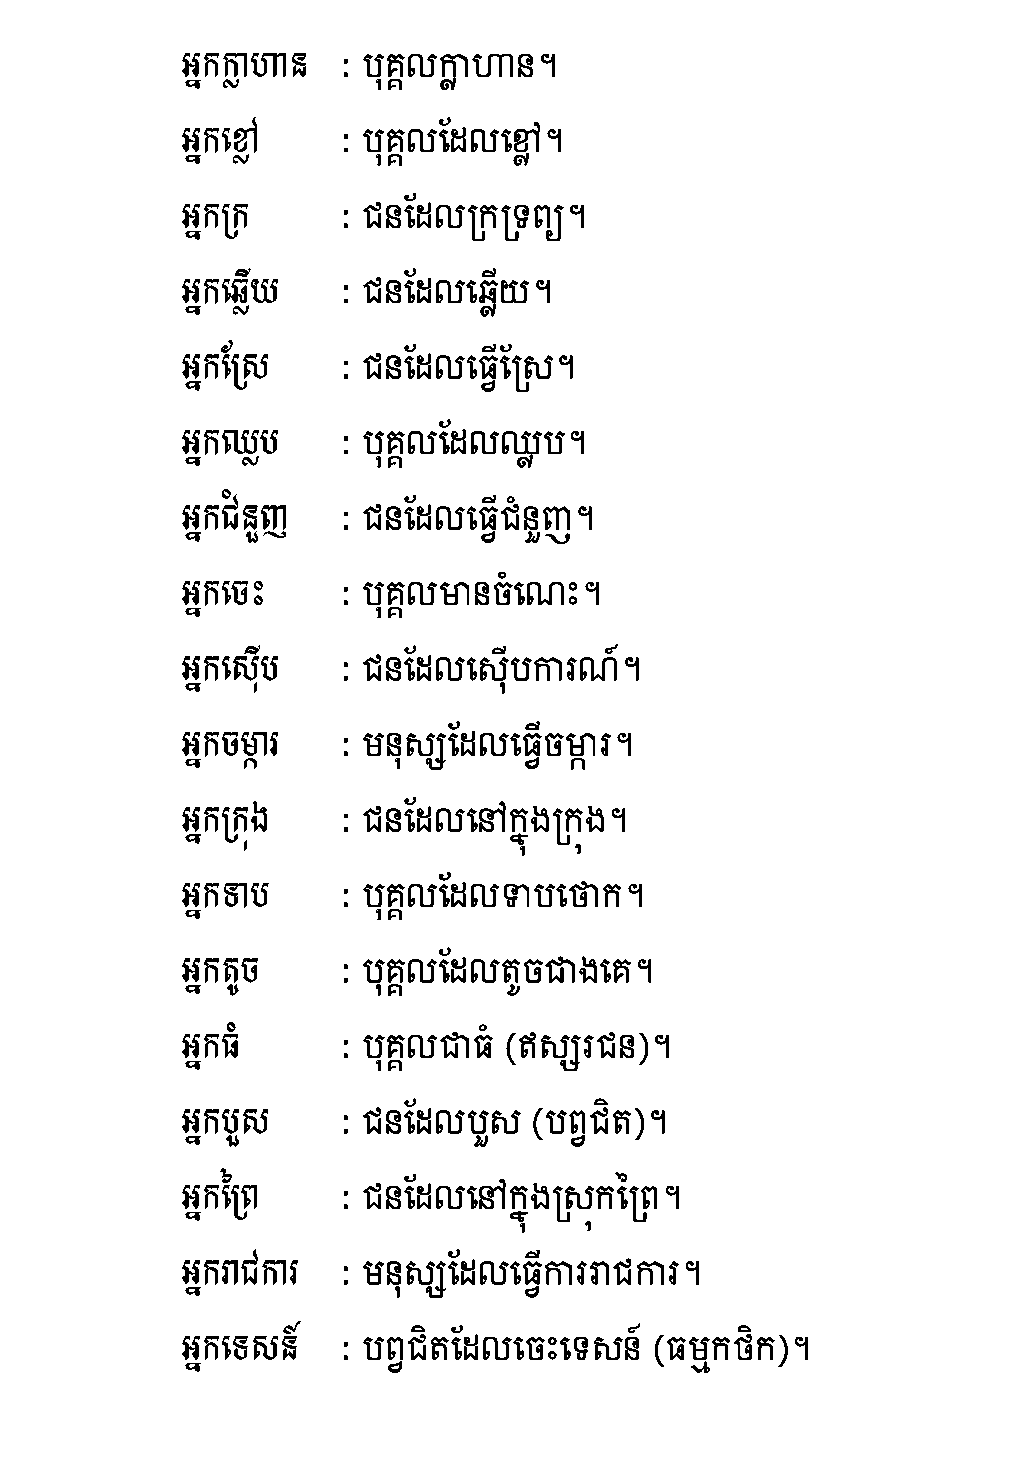 អ្នកក្លាហាន : បុគ្គលក្លាហាន។
អ្នកខ្លៅ : បុគ្គលដែលខ្លៅ។
អ្នកក្រ : ជនដែលក្រទ្រព្យ។
អ្នកឆ្លើយ : ជនដែលឆ្លើយ។
អ្នកស្រែ : ជនដែលធ្វើស្រែ។
អ្នកឈ្លប : បុគ្គលដែលឈ្លប។
អ្នកជំនួញ : ជនដែលធ្វើជំនួញ។
អ្នកចេះ : បុគ្គលមានចំណេះ។
អ្នកស៊ើប : ជនដែលស៊ើបការណ៍។
អ្នកចម្ការ : មនុស្សដែលធ្វើចម្ការ។
អ្នកក្រុង : ជនដែលនៅក្នុងក្រុង។
អ្នកទាប : បុគ្គលដែលទាបថោក។
អ្នកតូច : បុគ្គលដែលតូចជាងគេ។
អ្នកធំ : បុគ្គលជាធំ (ឥស្សរជន)។
អ្នកបួស : ជនដែលបួស (បព្វជិត)។
អ្នកព្រៃ : ជនដែលនៅក្នុងស្រុកព្រៃ។
អ្នករាជការ : មនុស្សដែលធ្វើការរាជការ។
អ្នកទេសន៍ : បព្វជិតដែលចេះទេសន៍ (ធម្មកថិក)។